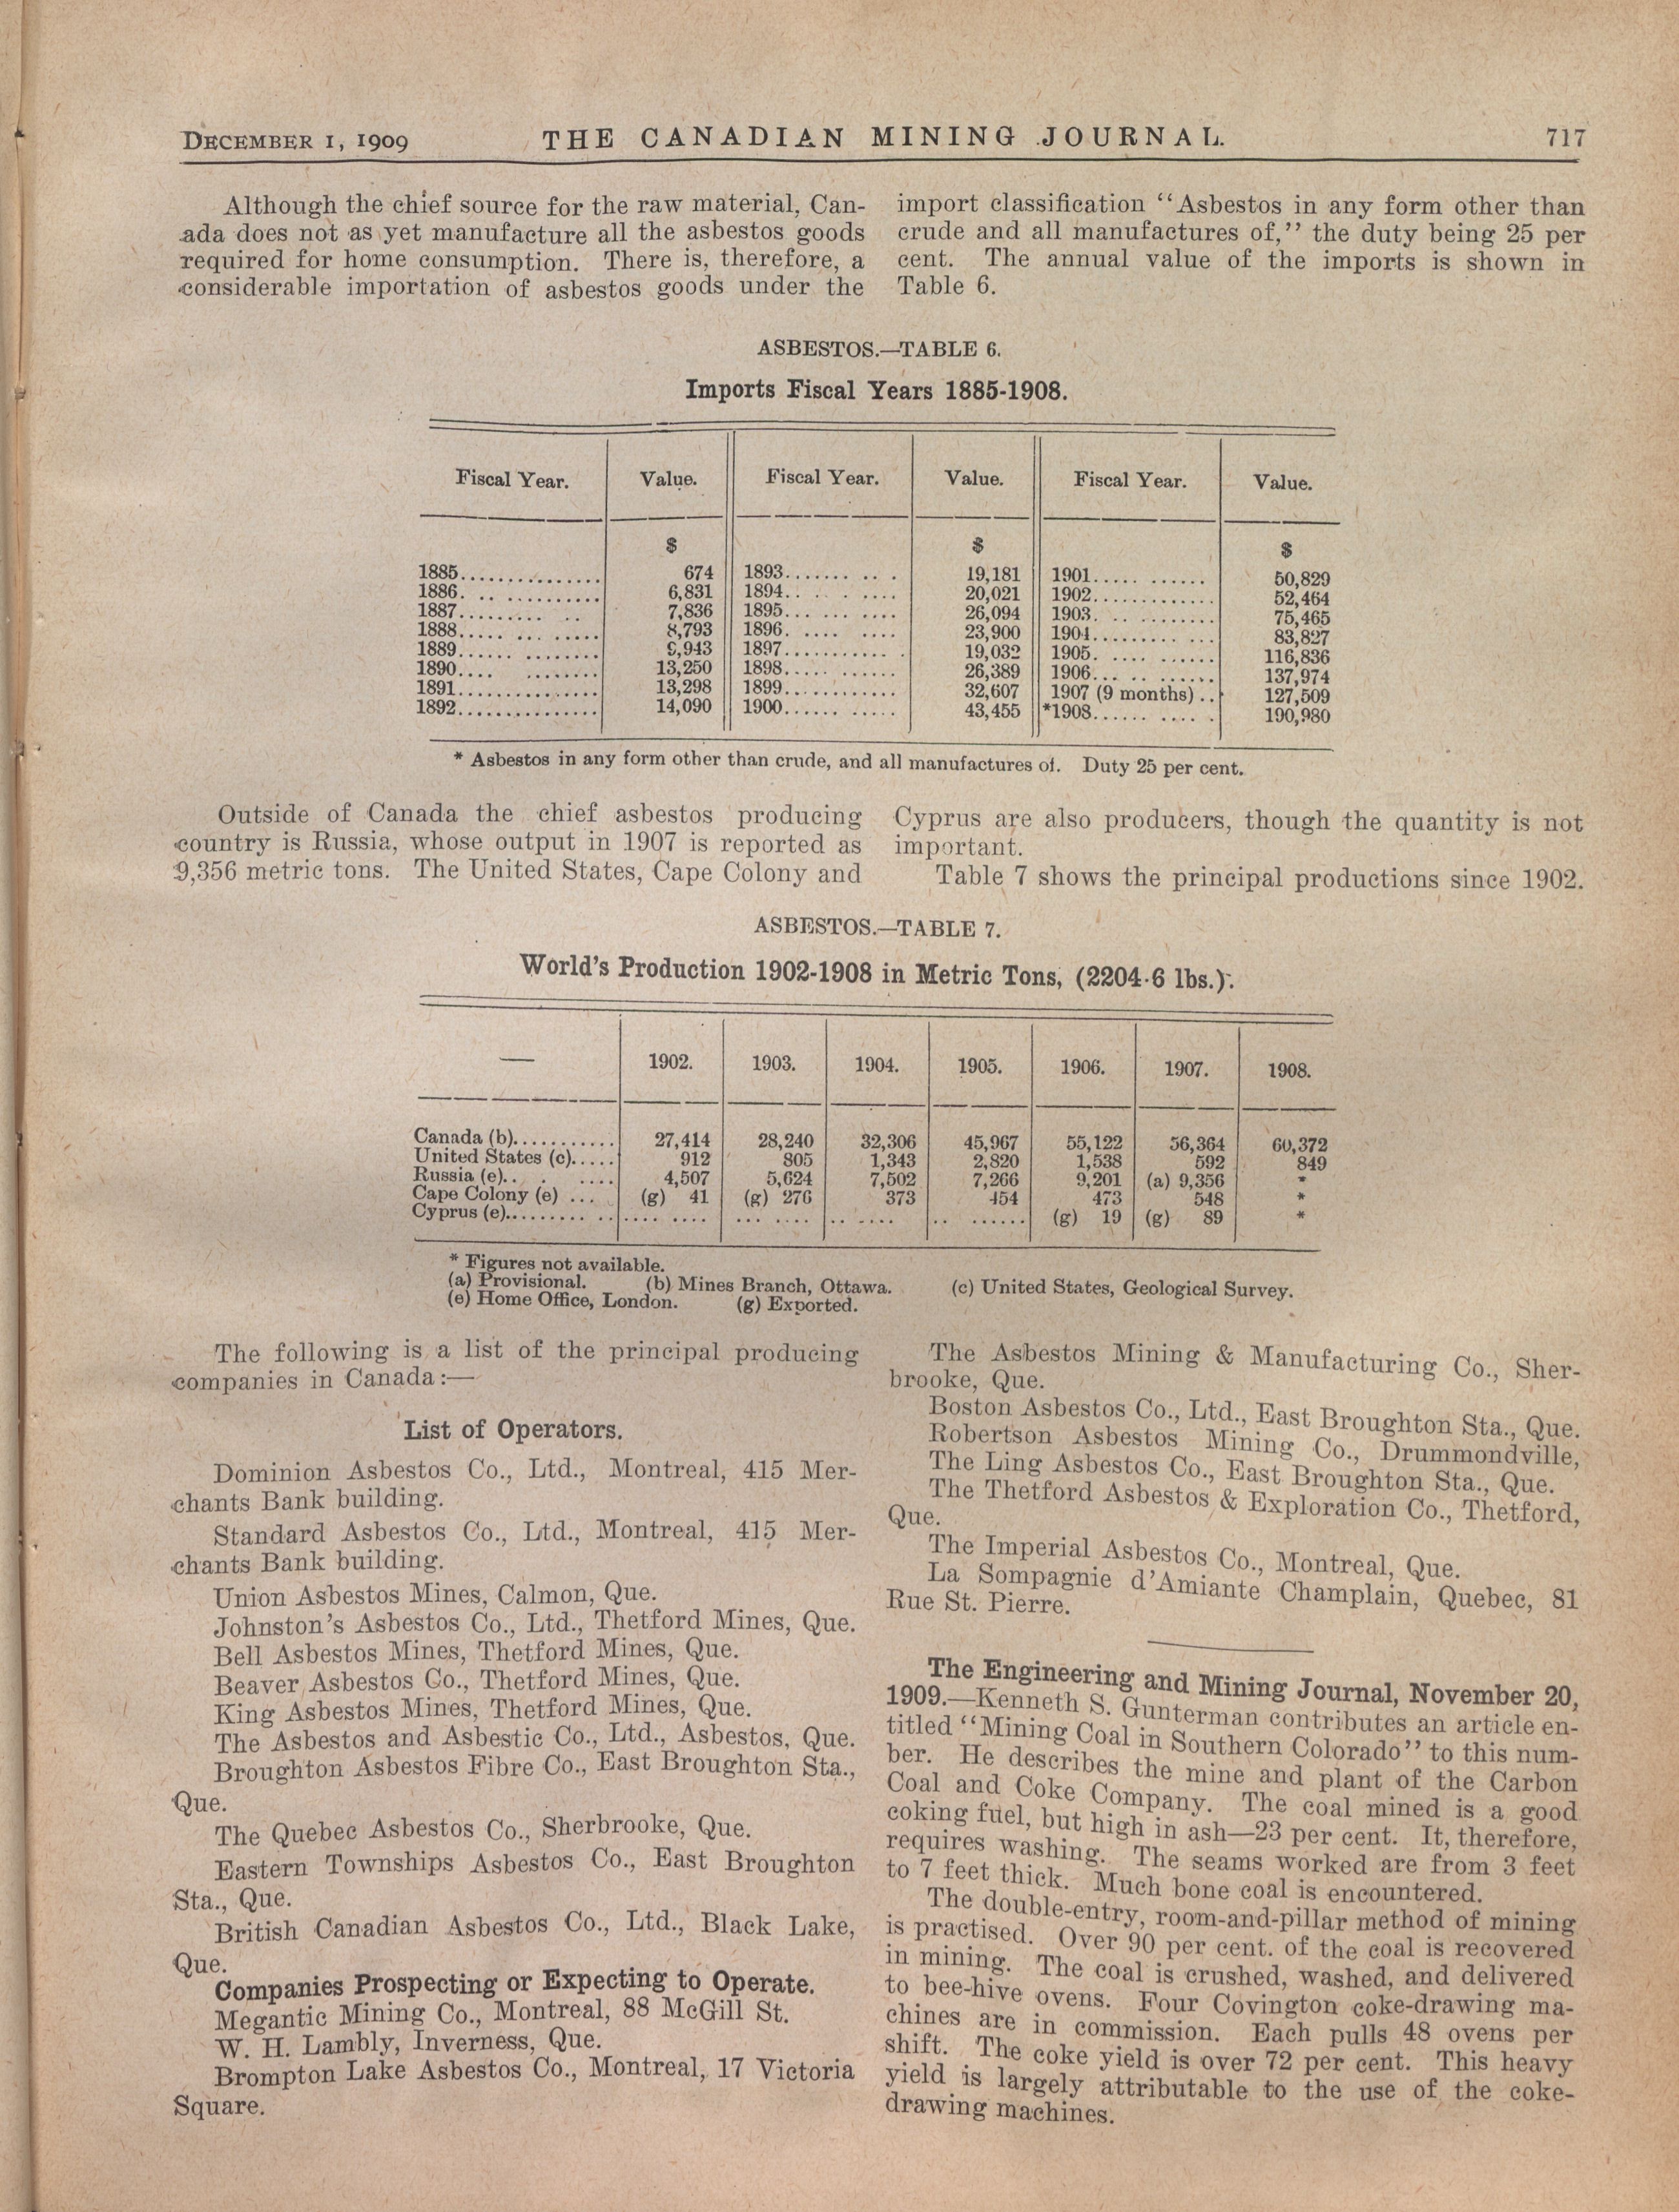 DECEMBER 1, 1909 THE CANADIAN MINING JOURNAL. 717
Although the chief source for the raw material, Can-
ada does not as yet manufacture all the asbestos goods
required for home consumption. There is, therefore, a
considerable importation of asbestos goods under the
import classification “Asbestos in any form other than
crude and all manufactures of,” the duty being 25 per
cent. The annual value of the imports is shown in
Table 6.
ASBESTOS.—TABLE 6.
Imports Fiscal Years 1885-1908.
Fiscal Year. Value. Fiscal Year. Value. Fiscal Year. Value.
$ $ $
1885............... 674 1893....... .. . 19,181 1901..... ...... 50,829
1886. .. .......... 6,831 1894.. . . ..... 20,021 1902............. 52,464
1887......... .. 7,836 1895... .. ...... 26,094 1903. .. ......... 75,465
1888..... ... ..... 8,793 1896. .... .... 23,900 1904......... ... 83,827
1889...... ........ 9,943 1897........... . 19,032 1905. .... ...... 116,836
1890.... ........ 13,250 1898..... ....... 26,389 1906... .. ...... 137,974
1891............... 13,298 1899............ 32,607 1907 (9 months) .. 127,509
1892............... 14,090 1900...... ..... 43,455 *1908...... .... . 190,980
* Asbestos in any form other than crude, and all manufactures of. Duty 25 per cent.
Outside of Canada the chief asbestos producing
country is Russia, whose output in 1907 is reported as
9,356 metric tons. The United States, Cape Colony and
Cyprus are also producers, though the quantity is not
important.
Table 7 shows the principal productions since 1902.
ASBESTOS.—TABLE 7.
World's Production 1902-1908 in Metric Tons, (2204·6 lbs.).
— 1902. 1903. 1904. 1905. 1906. 1907. 1908.
Canada (b)........... 27,414 28,240 32,306 45,967 55,122 56,364 60,372
United States (c)..... 912 805 1,343 2,820 1,538 592 849
Russia (e).. . .... 4,507 5,624 7,502 7,266 9,201 (a) 9,356 *
Cape Colony (e) ... (g) 41 (g) 276 373 454 473 548 *
Cyprus (e)......... .. .... .... ... .... .. .... .. ...... (g) 19 (g) 89 *
* Figures not available.
(a) Provisional. (b) Mines Branch, Ottawa. (c) United States, Geological Survey.
(e) Home Office, London. (g) Exported.
The following is a list of the principal producing
companies in Canada:—
List of Operators.
Dominion Asbestos Co., Ltd., Montreal, 415 Mer-
chants Bank building.
Standard Asbestos Co., Ltd., Montreal, 415 Mer-
chants Bank building.
Union Asbestos Mines, Calmon, Que.
Johnston's Asbestos Co., Ltd., Thetford Mines, Que.
Bell Asbestos Mines, Thetford Mines, Que.
Beaver Asbestos Co., Thetford Mines, Que.
King Asbestos Mines, Thetford Mines, Que.
The Asbestos and Asbestic Co., Ltd., Asbestos, Que.
Broughton Asbestos Fibre Co., East Broughton Sta.,
Que.
The Quebec Asbestos Co., Sherbrooke, Que.
Eastern Townships Asbestos Co., East Broughton
Sta., Que.
British Canadian Asbestos Co., Ltd., Black Lake,
Que.
Companies Prospecting or Expecting to Operate.
Megantic Mining Co., Montreal, 88 McGill St.
W. H. Lambly, Inverness, Que.
Brompton Lake Asbestos Co., Montreal, 17 Victoria
Square.
The Asbestos Mining & Manufacturing Co., Sher-
brooke, Que.
Boston Asbestos Co., Ltd., East Broughton Sta., Que.
Robertson Asbestos Mining Co., Drummondville,
The Ling Asbestos Co., East Broughton Sta., Que.
The Thetford Asbestos & Exploration Co., Thetford,
Que.
The Imperial Asbestos Co., Montreal, Que.
La Sompagnie d'Amiante Champlain, Quebec, 81
Rue St. Pierre.
The Engineering and Mining Journal, November 20,
1909.—Kenneth S. Gunterman contributes an article en-
titled “Mining Coal in Southern Colorado” to this num-
ber. He describes the mine and plant of the Carbon
Coal and Coke Company. The coal mined is a good
coking fuel, but high in ash—23 per cent. It, therefore,
requires washing. The seams worked are from 3 feet
to 7 feet thick. Much bone coal is encountered.
The double-entry, room-and-pillar method of mining
is practised. Over 90 per cent. of the coal is recovered
in mining. The coal is crushed, washed, and delivered
to bee-hive ovens. Four Covington coke-drawing ma-
chines are in commission. Each pulls 48 ovens per
shift. The coke yield is over 72 per cent. This heavy
yield is largely attributable to the use of the coke-
drawing machines.